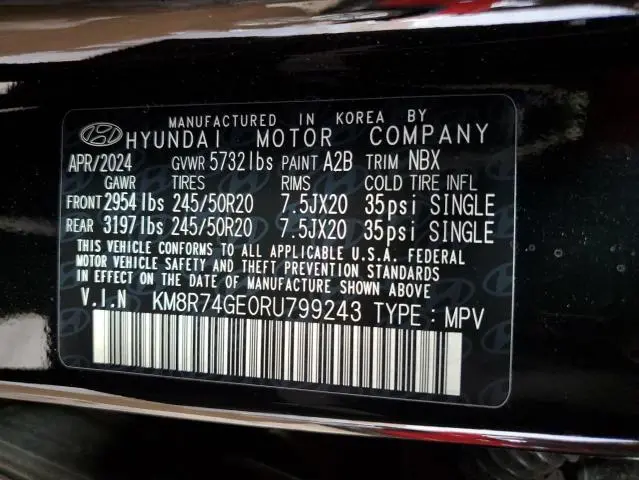 MANUFACTURED IN KOREA BY
HYUNDAI MOTOR COMPANY
APR/2024 GVWR 5732lbs PAINT A2B TRIM NBX
GAWR TIRES RIMS COLD TIRE INFL
FRONT 2954 lbs 245/50R20 7.5JX20 35psi SINGLE
REAR 3197 lbs 245/50R20 7.5JX20 35psi SINGLE
THIS VEHICLE CONFORMS TO ALL APPLICABLE U.S.A. FEDERAL
MOTOR VEHICLE SAFETY AND THEFT PREVENTION STANDARDS
IN EFFECT ON THE DATE OF MANUFACTURE SHOWN ABOVE.
V.I.N KM8R74GE0RU799243 TYPE : MPV